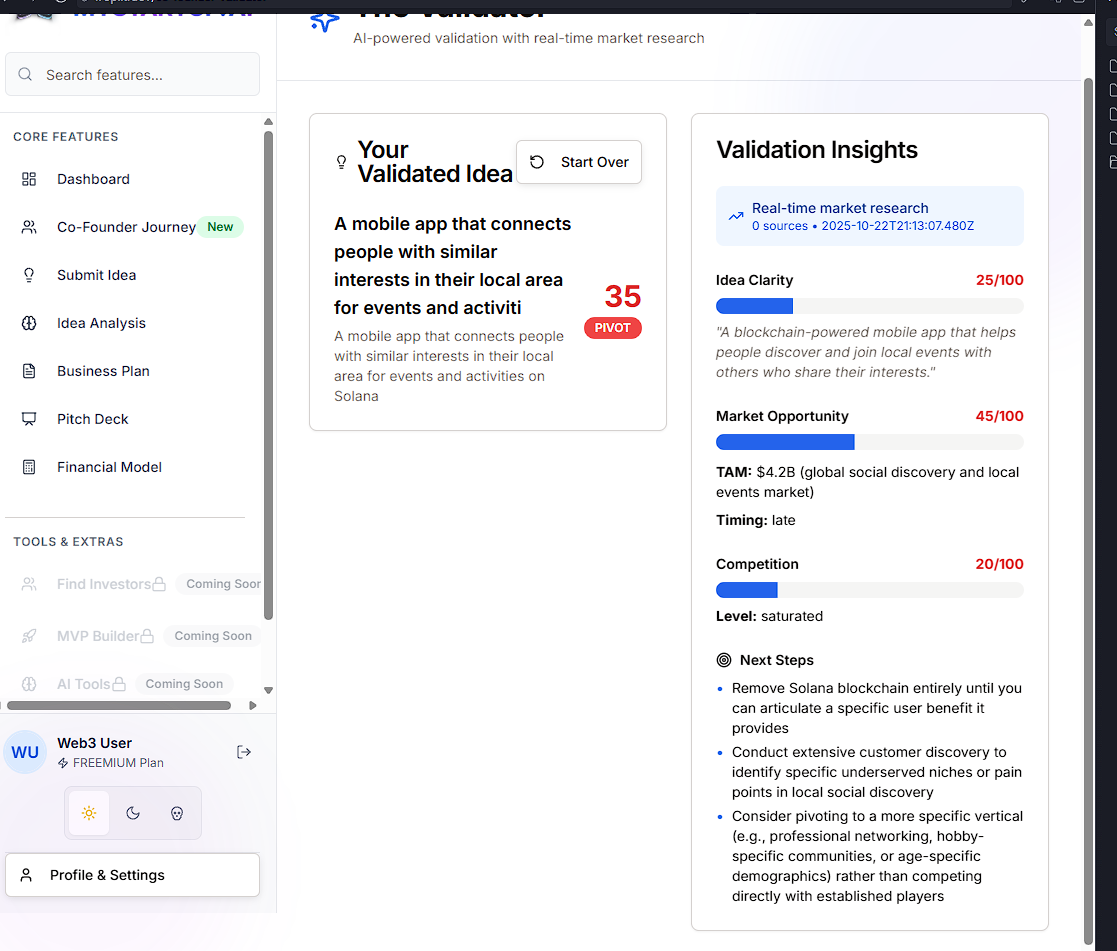 The Validator
AI-powered validation with real-time market research
Search features...
CORE FEATURES
Dashboard
Co-Founder Journey
New
Submit Idea
Idea Analysis
Business Plan
Pitch Deck
Financial Model
TOOLS & EXTRAS
Find Investors
Coming Soon
MVP Builder
Coming Soon
AI Tools
Coming Soon
WU
Web3 User
FREEMIUM Plan
Profile & Settings
Your
Validated Idea
Start Over
A mobile app that connects
people with similar
interests in their local area
for events and activiti
35
PIVOT
A mobile app that connects people
with similar interests in their local
area for events and activities on
Solana
Validation Insights
Real-time market research
0 sources • 2025-10-22T21:13:07.480Z
Idea Clarity
25/100
"A blockchain-powered mobile app that helps
people discover and join local events with
others who share their interests."
Market Opportunity
45/100
TAM: $4.2B (global social discovery and local
events market)
Timing: late
Competition
20/100
Level: saturated
Next Steps
• Remove Solana blockchain entirely until you
can articulate a specific user benefit it
provides
• Conduct extensive customer discovery to
identify specific underserved niches or pain
points in local social discovery
• Consider pivoting to a more specific vertical
(e.g., professional networking, hobby-
specific communities, or age-specific
demographics) rather than competing
directly with established players